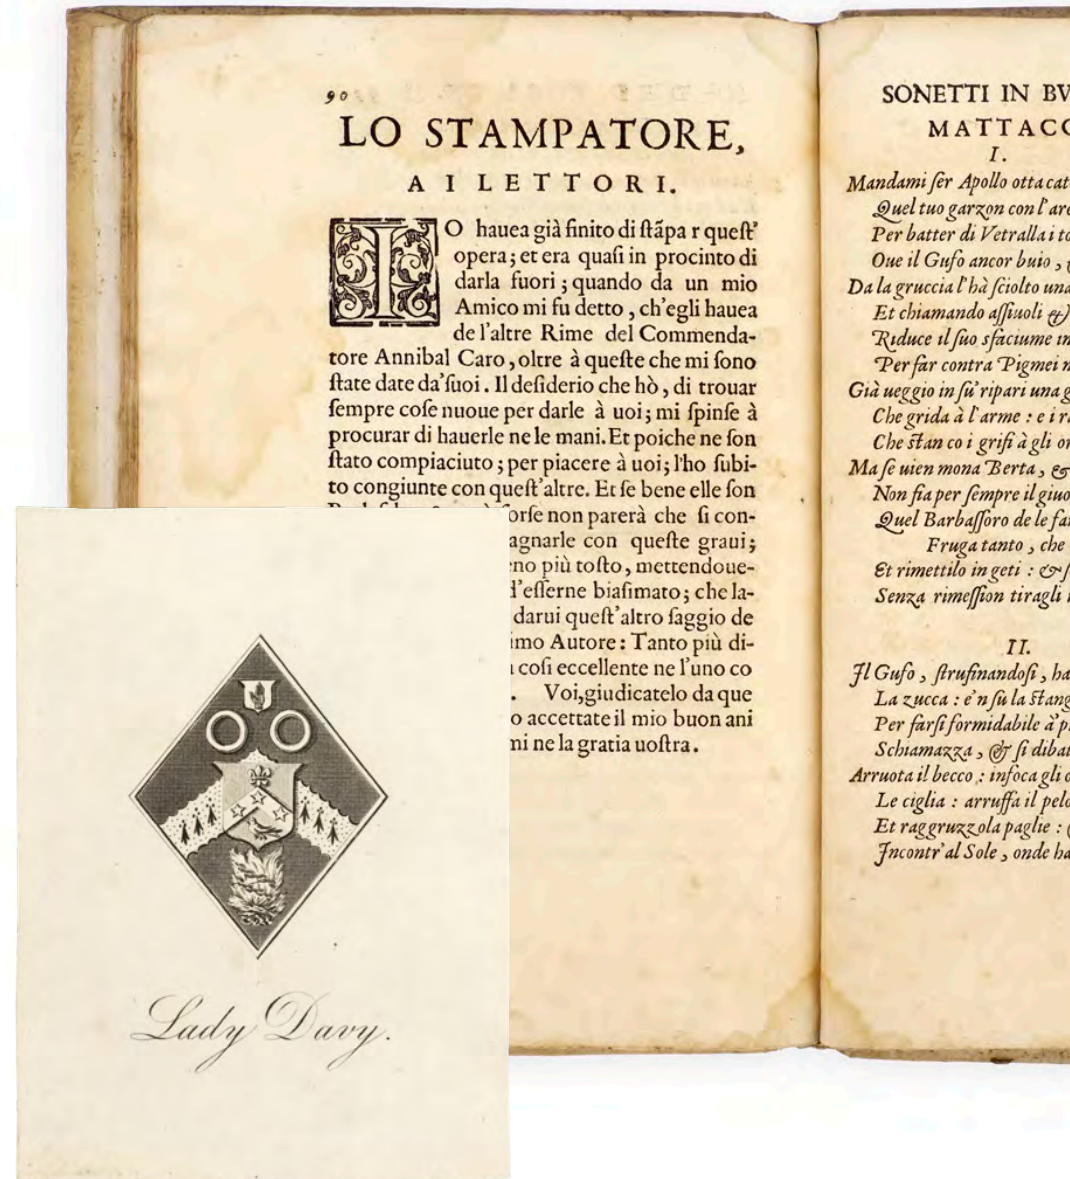 90
LO STAMPATORE,
A I LETTORI.
IO hauea già finito di ſtãpa r queſt'
opera; et era quaſi in procinto di
darla fuori; quando da un mio
Amico mi fu detto, ch'egli hauea
de l'altre Rime del Commenda-
tore Annibal Caro, oltre à queſte che mi ſono
ſtate date da'ſuoi. Il deſiderio che hò, di trouar
ſempre coſe nuoue per darle à uoi; mi ſpinſe à
procurar di hauerle ne le mani. Et poiche ne ſon
ſtato compiaciuto; per piacere à uoi; l'ho ſubi-
to congiunte con queſt'altre. Et ſe bene elle ſon
forſe non parerà che ſi con-
agnarle con queſte graui;
no più toſto, mettendoue-
d'eſſerne biaſimato; che la-
darui queſt'altro ſaggio de
imo Autore: Tanto più di-
coſi eccellente ne l'uno co
. Voi, giudicatelo da que
o accettate il mio buon ani
mi ne la gratia uoſtra.
Lady Davy.
SONETTI IN BV
MATTACC
I.
Mandami ſer Apollo otta cat
Quel tuo garzon con l'arc
Per batter di Vetralla i to
Oue il Gufo ancor buio,
Da la gruccia l'hà ſciolto una
Et chiamando aſſiuoli &
Riduce il ſuo sfaciume in
Per far contra Pigmei n
Già ueggio in ſu' ripari una g
Che grida à l'arme: e i ra
Che ſtan co i grifi à gli or
Ma ſe uien mona Berta, &
Non fia per ſempre il giuo
Quel Barbaſſoro de le fa
Fruga tanto, che
Et rimettilo in geti: & ſ
Senza rimeſſion tiragli
II.
Il Gufo, ſtrufinandoſi, ha
La zucca: e'n ſu la ſtang
Per farſi formidabile à p
Schiamazza, & ſi dibat
Arruota il becco: infoca gli o
Le ciglia: arruffa il pelo
Et raggruzzola paglie:
Incontr'al Sole, onde ha